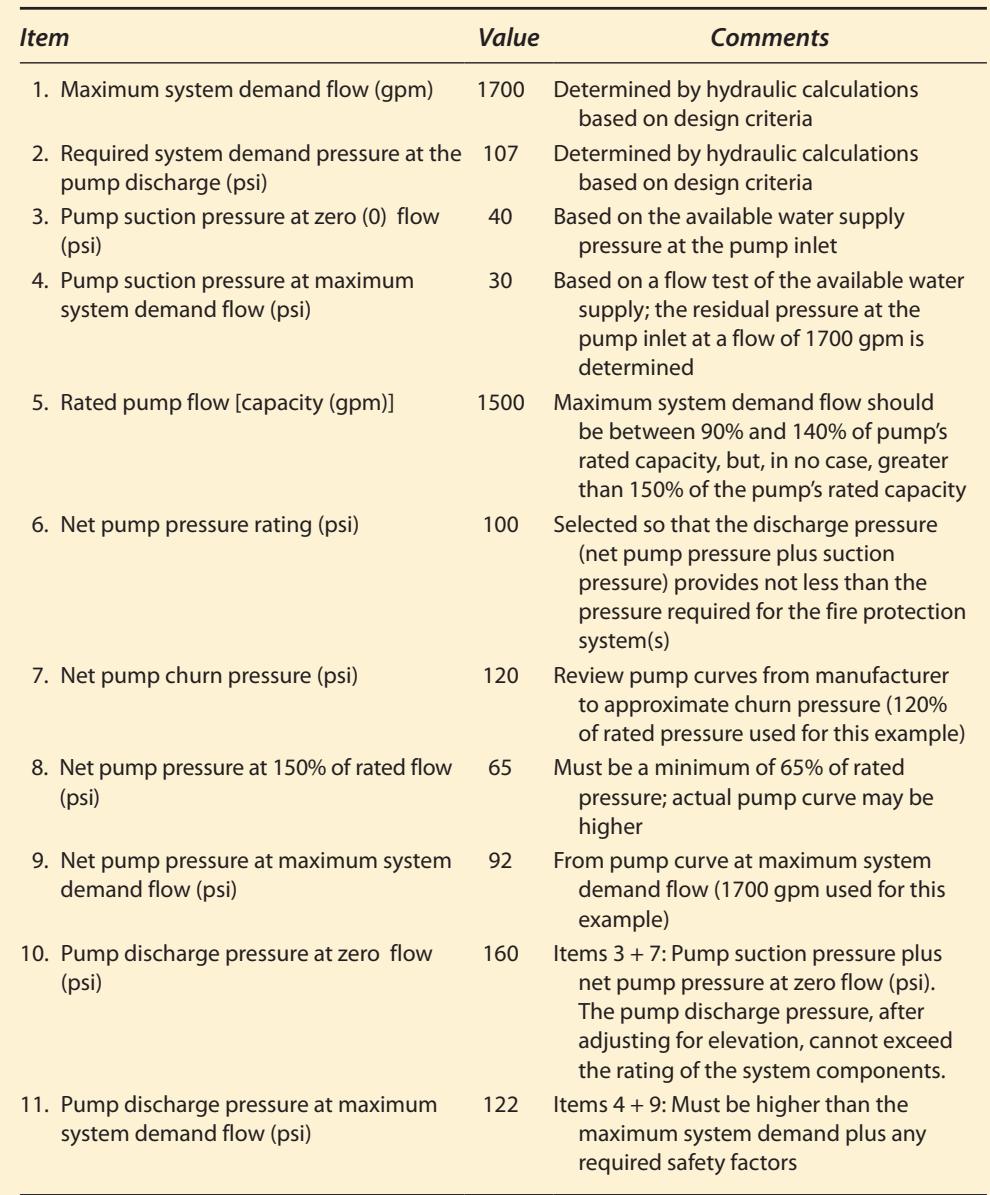 Item Value Comments
1. Maximum system demand flow (gpm) 1700 Determined by hydraulic calculations
based on design criteria
2. Required system demand pressure at the 107 Determined by hydraulic calculations
pump discharge (psi) based on design criteria
3. Pump suction pressure at zero (0) flow 40 Based on the available water supply
(psi) pressure at the pump inlet
4. Pump suction pressure at maximum 30 Based on a flow test of the available water
system demand flow (psi) supply; the residual pressure at the
pump inlet at a flow of 1700 gpm is
determined
5. Rated pump flow [capacity (gpm)] 1500 Maximum system demand flow should
be between 90% and 140% of pump’s
rated capacity, but, in no case, greater
than 150% of the pump’s rated capacity
6. Net pump pressure rating (psi) 100 Selected so that the discharge pressure
(net pump pressure plus suction
pressure) provides not less than the
pressure required for the fire protection
system(s)
7. Net pump churn pressure (psi) 120 Review pump curves from manufacturer
to approximate churn pressure (120%
of rated pressure used for this example)
8. Net pump pressure at 150% of rated flow 65 Must be a minimum of 65% of rated
(psi) pressure; actual pump curve may be
higher
9. Net pump pressure at maximum system 92 From pump curve at maximum system
demand flow (psi) demand flow (1700 gpm used for this
example)
10. Pump discharge pressure at zero flow 160 Items 3 + 7: Pump suction pressure plus
(psi) net pump pressure at zero flow (psi).
The pump discharge pressure, after
adjusting for elevation, cannot exceed
the rating of the system components.
11. Pump discharge pressure at maximum 122 Items 4 + 9: Must be higher than the
system demand flow (psi) maximum system demand plus any
required safety factors